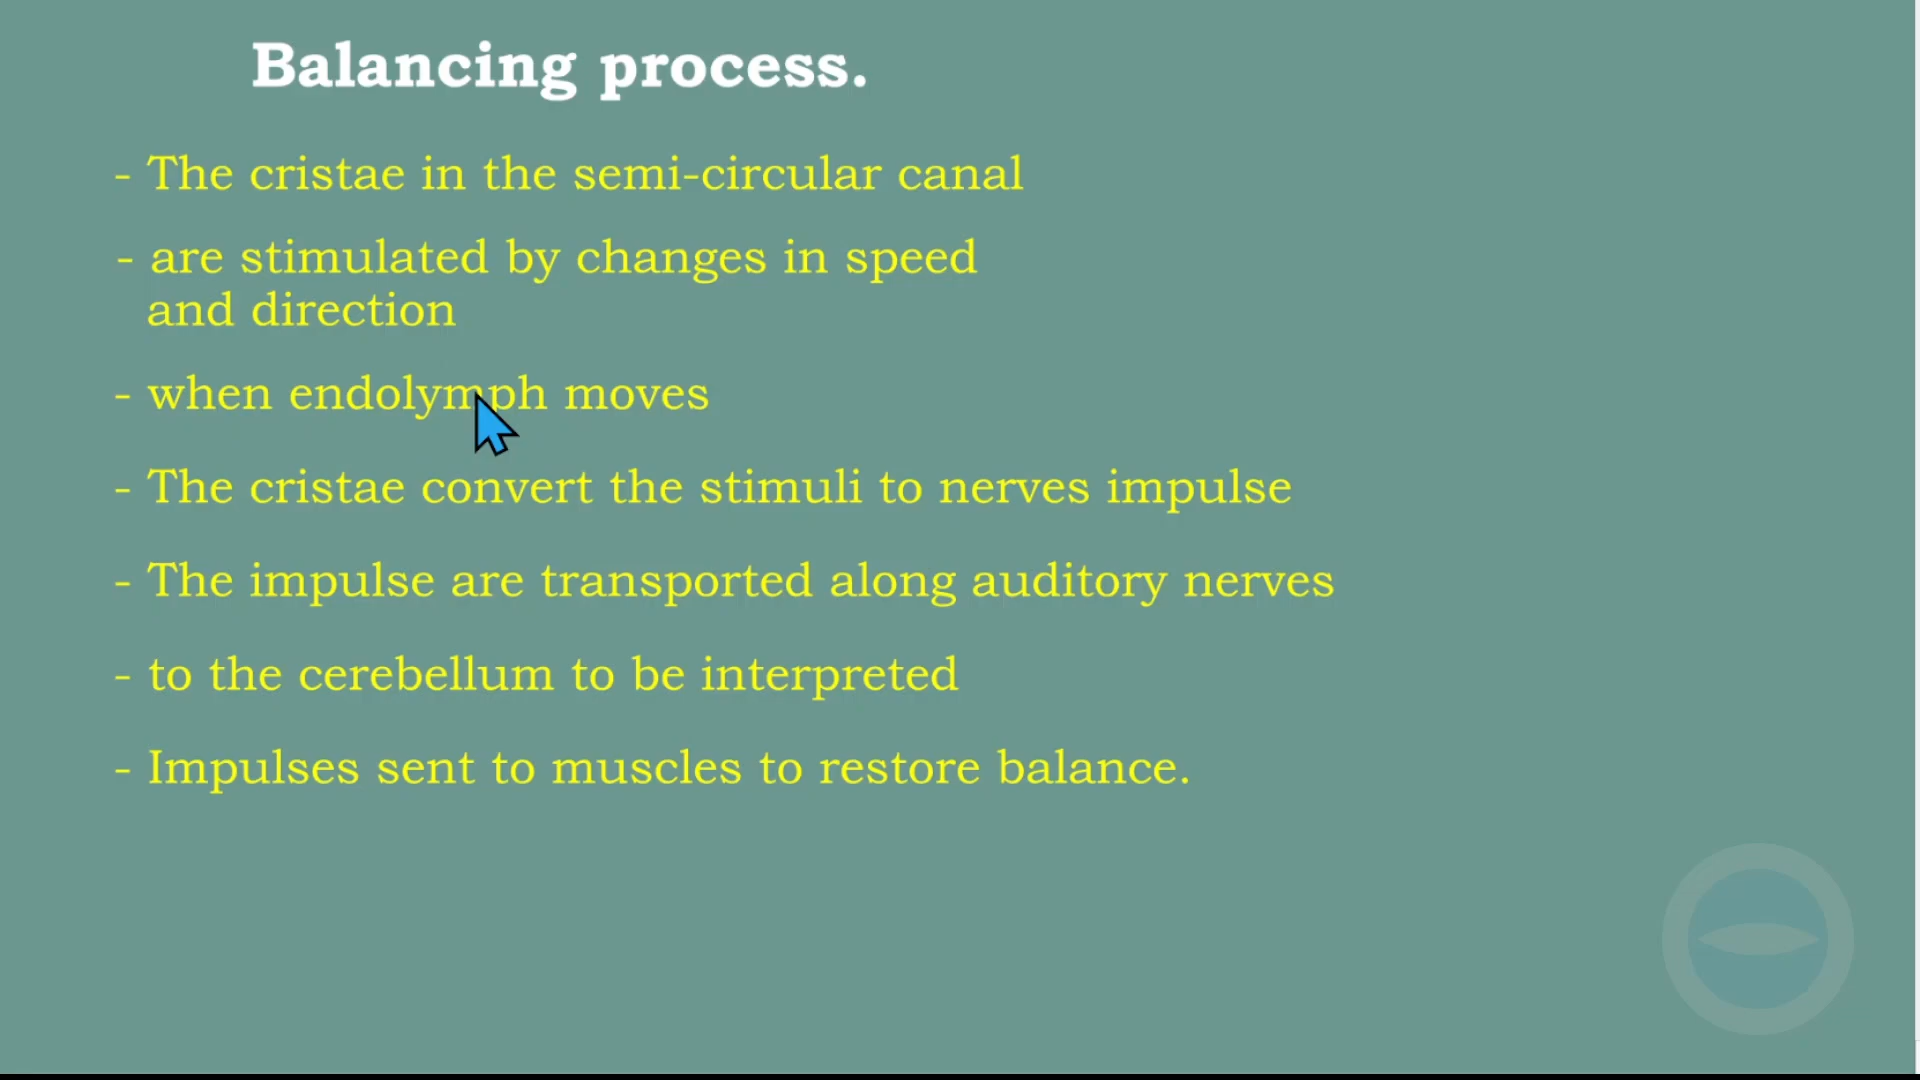 Balancing process.
- The cristae in the semi-circular canal
- are stimulated by changes in speed
and direction
- when endolymph moves
- The cristae convert the stimuli to nerves impulse
- The impulse are transported along auditory nerves
- to the cerebellum to be interpreted
- Impulses sent to muscles to restore balance.